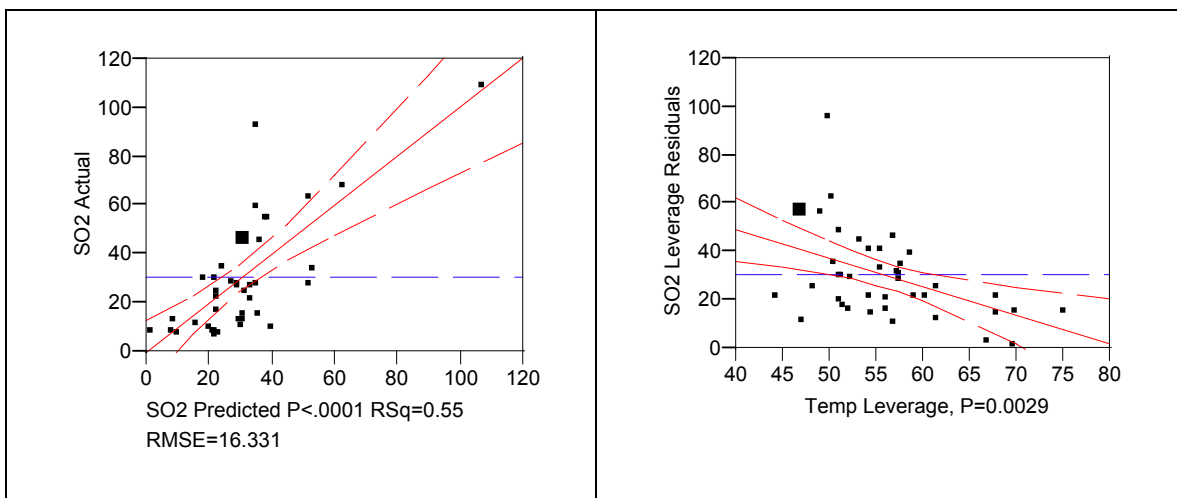 120
100
80
60
40
20
0
SO2 Actual
0 20 40 60 80 100 120
SO2 Predicted P<.0001 RSq=0.55
RMSE=16.331
120
100
80
60
40
20
0
SO2 Leverage Residuals
40 45 50 55 60 65 70 75 80
Temp Leverage, P=0.0029